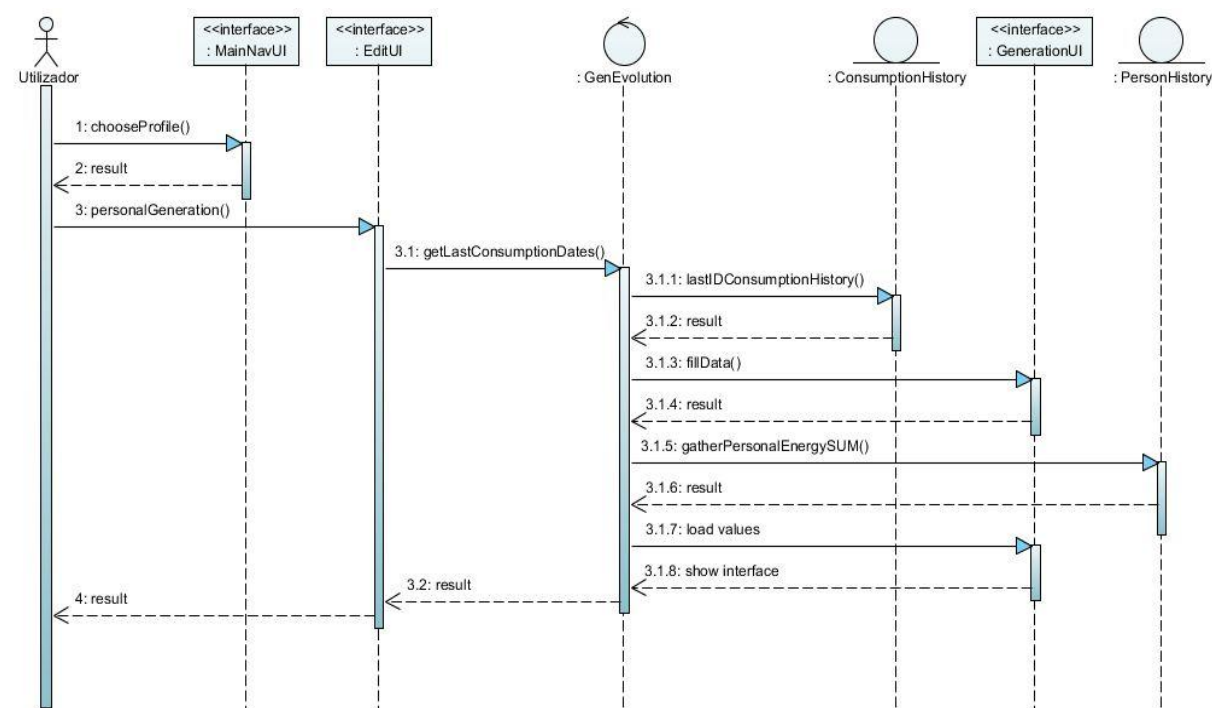 <<interface>>
: MainNavUI
<<interface>>
: EditUI
<<interface>>
: GenerationUI
Utilizador
: GenEvolution
: ConsumptionHistory
: PersonHistory
1: chooseProfile()
2: result
3: personalGeneration()
3.1: getLastConsumptionDates()
3.1.1: lastIDConsumptionHistory()
3.1.2: result
3.1.3: fillData()
3.1.4: result
3.1.5: gatherPersonalEnergySUM()
3.1.6: result
3.1.7: load values
3.1.8: show interface
3.2: result
4: result